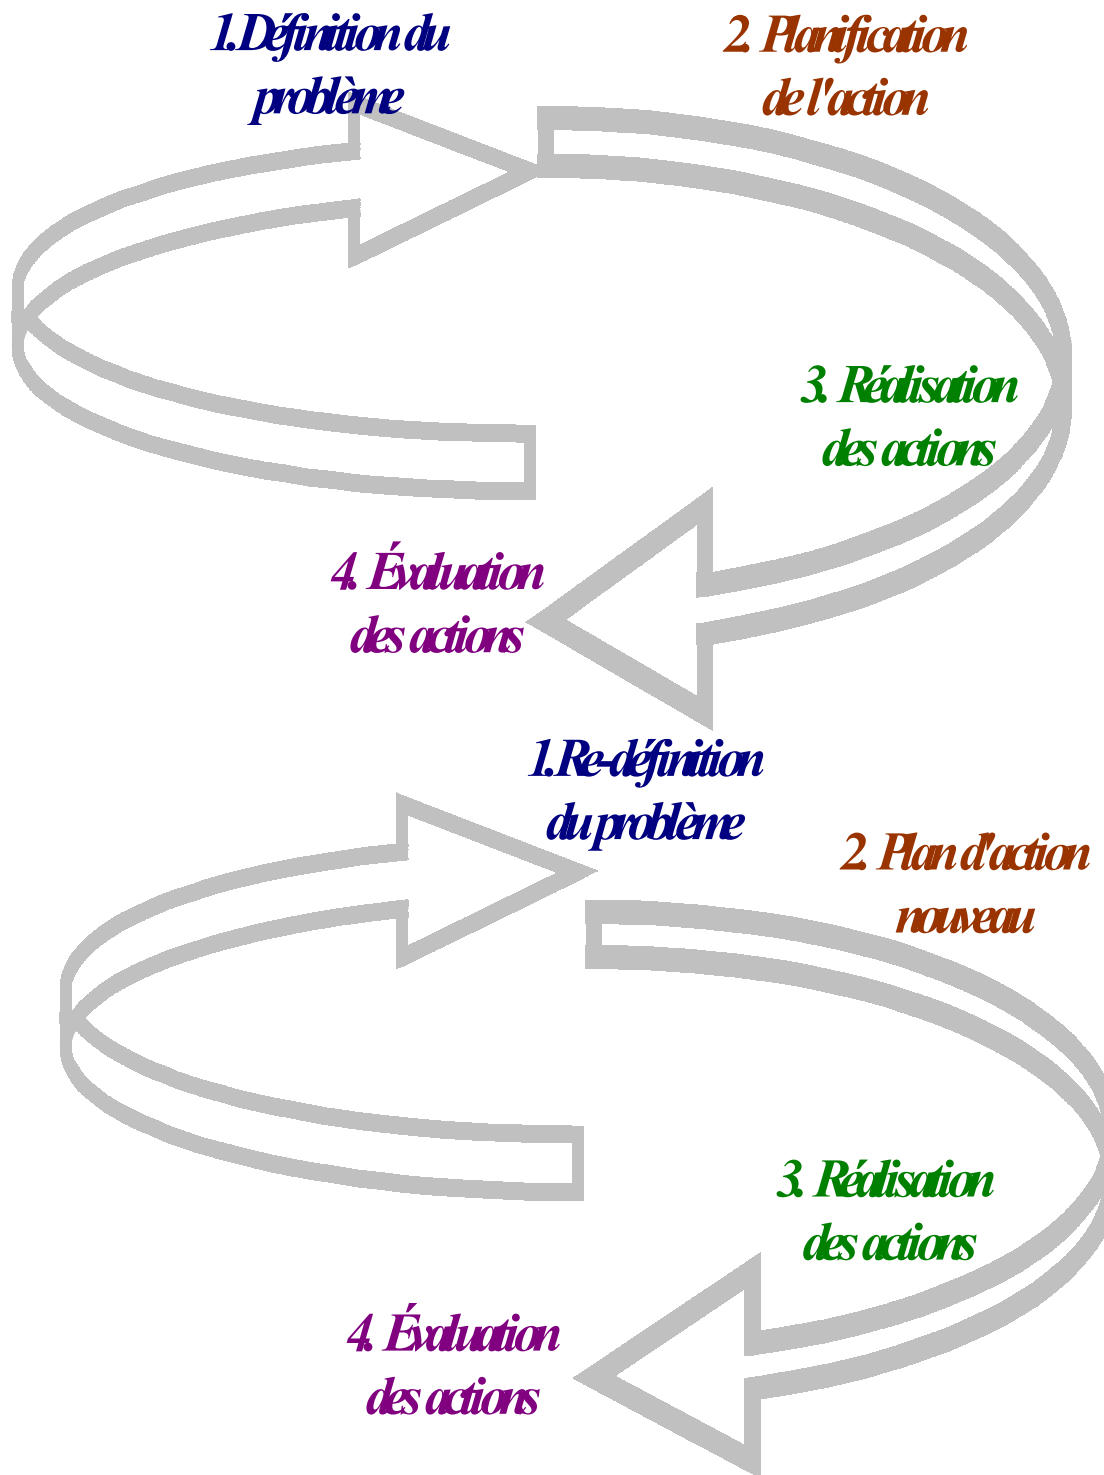 1. Définition du
problème
2. Planification
de l'action
3. Réalisation
des actions
4. Évaluation
des actions
1. Re-définition
du problème
2. Plan d'action
nouveau
3. Réalisation
des actions
4. Évaluation
des actions